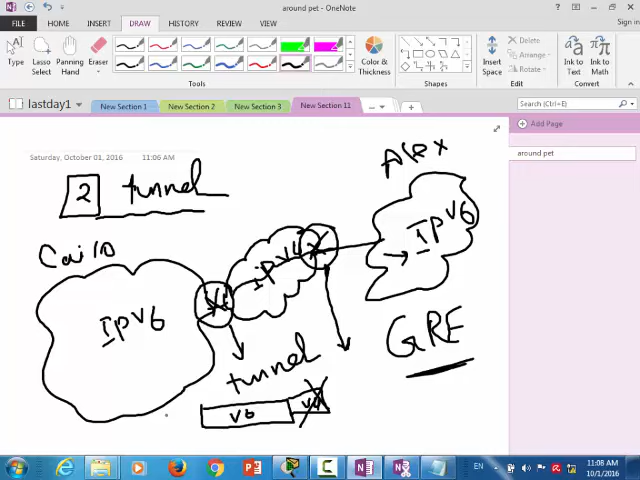 around pet - OneNote
FILE HOME INSERT DRAW HISTORY REVIEW VIEW
Sign in
Type
Lasso Select
Panning Hand
Eraser
Color & Thickness
Insert Space
Delete
Arrange
Rotate
Ink to Text
Ink to Math
Tools
Shapes
Edit
Convert
lastday1 New Section 1 New Section 2 New Section 3 New Section 11
Search (Ctrl+E)
Add Page
around pet
Saturday, October 01, 2016 11:06 AM
2 tunnel
Alex
Cairo
IPV6
IPV4
IPV6
GRE
tunnel
V6 V4
EN
11:08 AM
10/1/2016